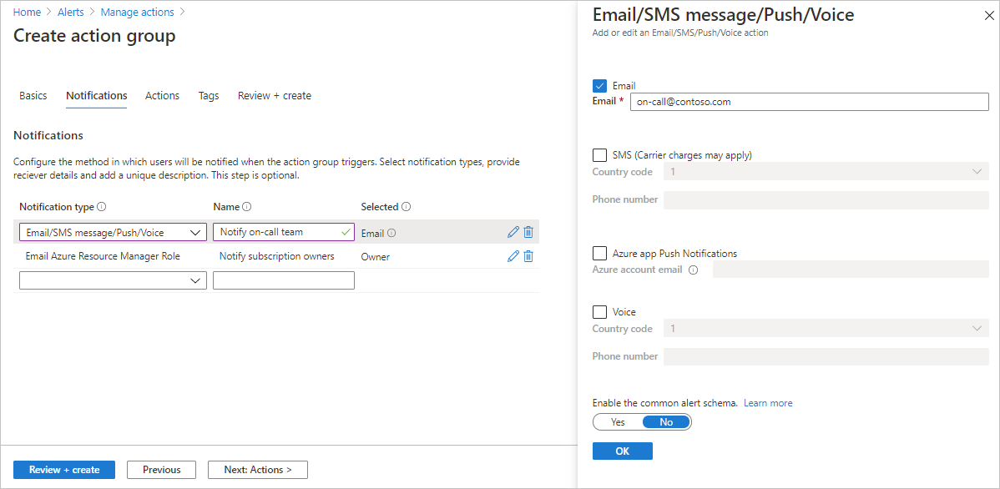 Home > Alerts > Manage actions >
Create action group
Basics Notifications Actions Tags Review + create
Notifications
Configure the method in which users will be notified when the action group triggers. Select notification types, provide
reciever details and add a unique description. This step is optional.
Notification type Name Selected
Email/SMS message/Push/Voice Notify on-call team Email
Email Azure Resource Manager Role Notify subscription owners Owner
Review + create Previous Next: Actions >
Email/SMS message/Push/Voice
Add or edit an Email/SMS/Push/Voice action
Email
Email * on-call@contoso.com
SMS (Carrier charges may apply)
Country code 1
Phone number
Azure app Push Notifications
Azure account email
Voice
Country code 1
Phone number
Enable the common alert schema. Learn more
Yes No
OK